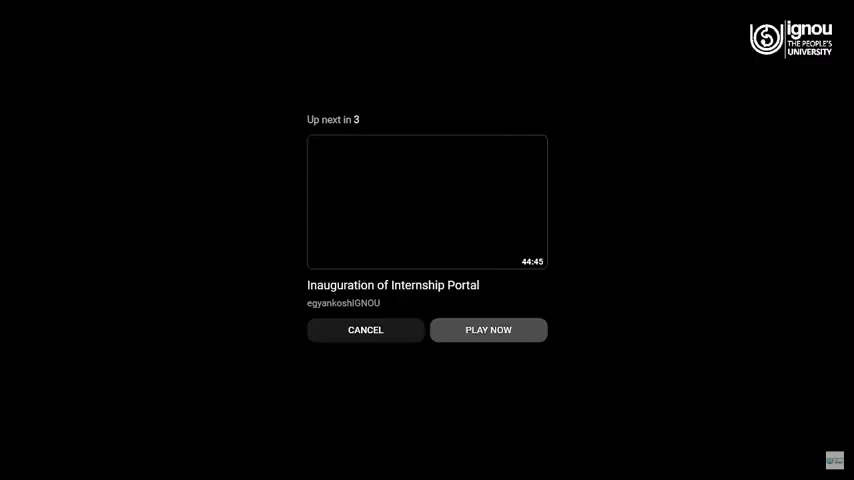 ignou
THE PEOPLE'S
UNIVERSITY
Up next in 3
44:45
Inauguration of Internship Portal
egyankoshIGNOU
CANCEL
PLAY NOW